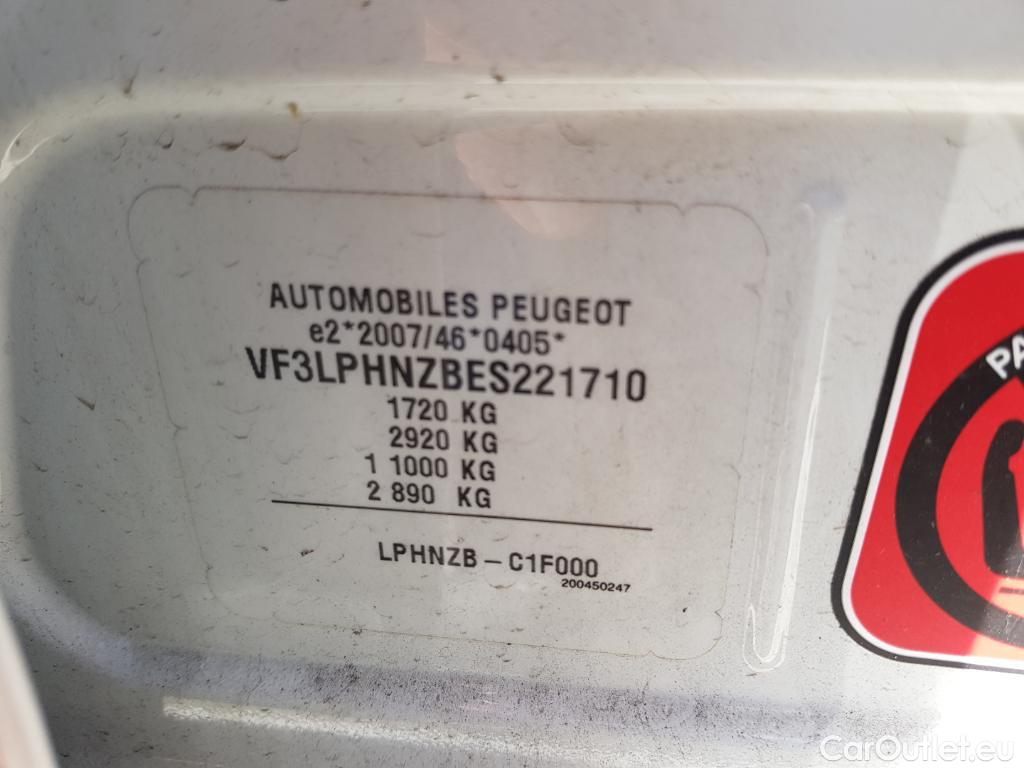 AUTOMOBILES PEUGEOT
e2*2007/46*0405*
VF3LPHNZBES221710
1720 KG
2920 KG
1 1000 KG
2 890 KG
LPHNZB – C1F000
200450247
PA
CarOutlet.eu